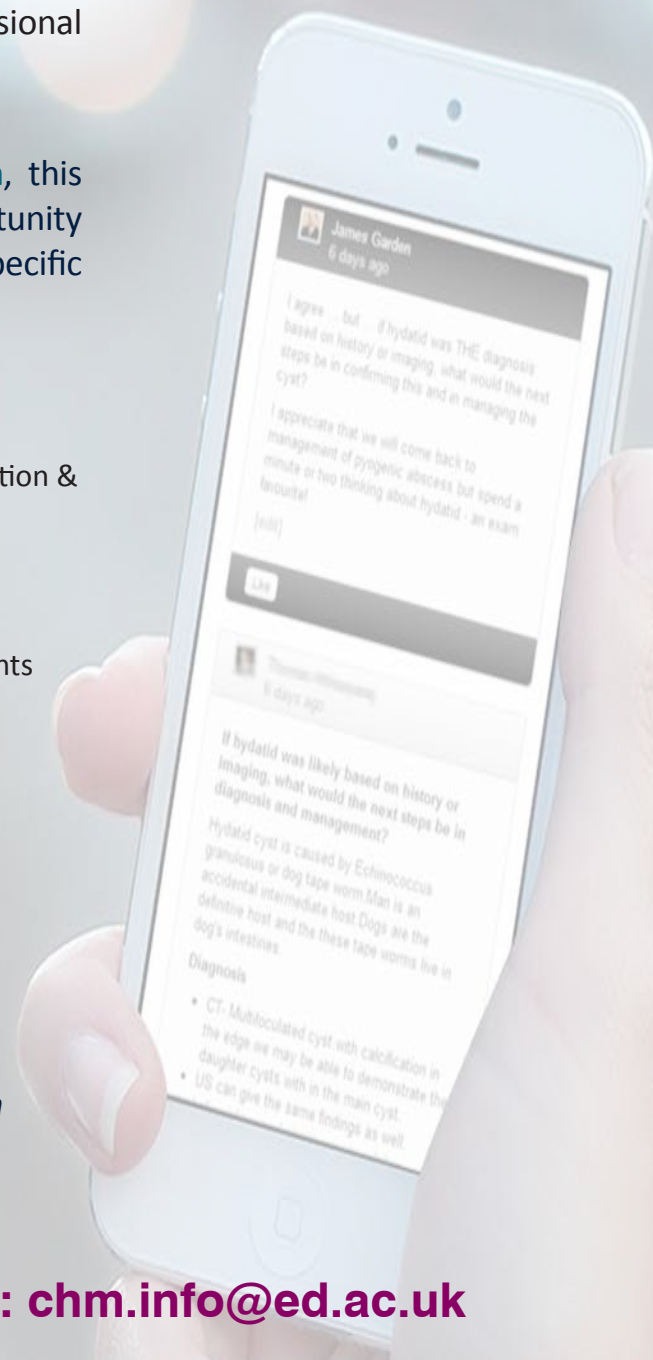 sional
, this
tunity
pecific
tion &
nts
James Garden
6 days ago
I agree ... but ... if hydatid was THE diagnosis
based on history or imaging, what would the next
steps be in confirming this and in managing the
cyst?
I appreciate that we will come back to
management of pyogenic abscess but spend a
minute or two thinking about hydatid - an exam
favourite!
[edit]
Like
6 days ago
If hydatid was likely based on history or
Imaging, what would the next steps be in
diagnosis and management?
Hydatid cyst is caused by Echinococcus
granulosus or dog tape worm.Man is an
accidental intermediate host Dogs are the
definitive host and the these tape worms live in
dog's intestines.
Diagnosis
• CT- Multiloculated cyst with calcification in
the edge we may be able to demonstrate the
daughter cysts with in the main cyst.
• US can give the same findings as well.
: chm.info@ed.ac.uk